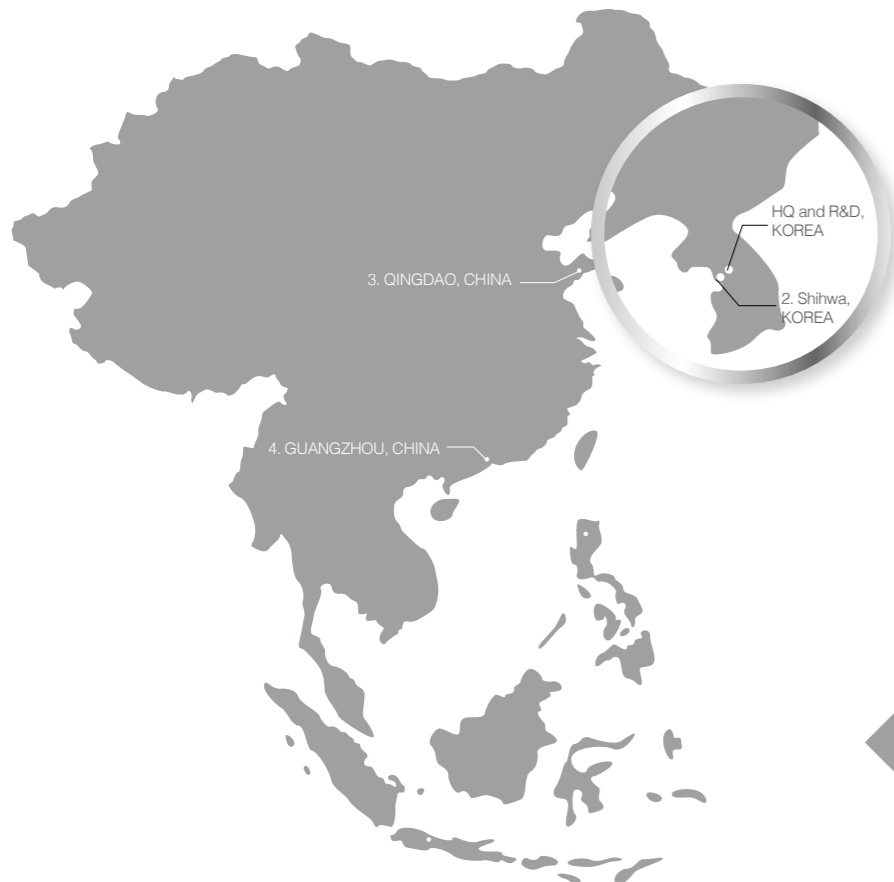 HQ and R&D,
KOREA
3. QINGDAO, CHINA
2. Shihwa,
KOREA
4. GUANGZHOU, CHINA